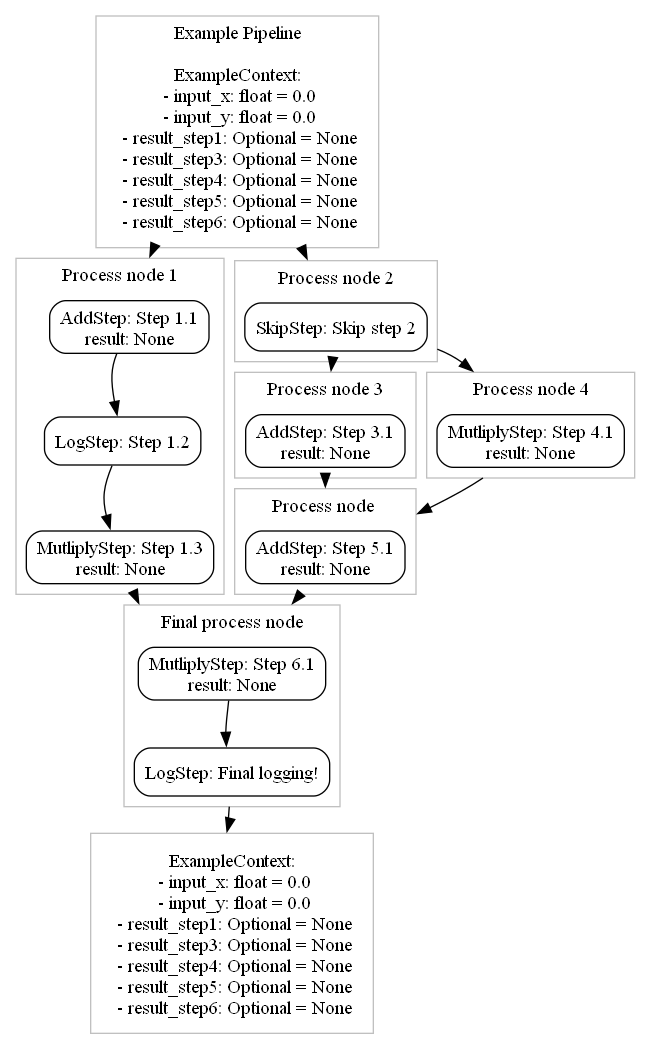 Example Pipeline
ExampleContext:
- input_x: float = 0.0
- input_y: float = 0.0
- result_step1: Optional = None
- result_step3: Optional = None
- result_step4: Optional = None
- result_step5: Optional = None
- result_step6: Optional = None
Process node 1
AddStep: Step 1.1
result: None
LogStep: Step 1.2
MutliplyStep: Step 1.3
result: None
Process node 2
SkipStep: Skip step 2
Process node 3
AddStep: Step 3.1
result: None
Process node 4
MutliplyStep: Step 4.1
result: None
Process node
AddStep: Step 5.1
result: None
Final process node
MutliplyStep: Step 6.1
result: None
LogStep: Final logging!
ExampleContext:
- input_x: float = 0.0
- input_y: float = 0.0
- result_step1: Optional = None
- result_step3: Optional = None
- result_step4: Optional = None
- result_step5: Optional = None
- result_step6: Optional = None